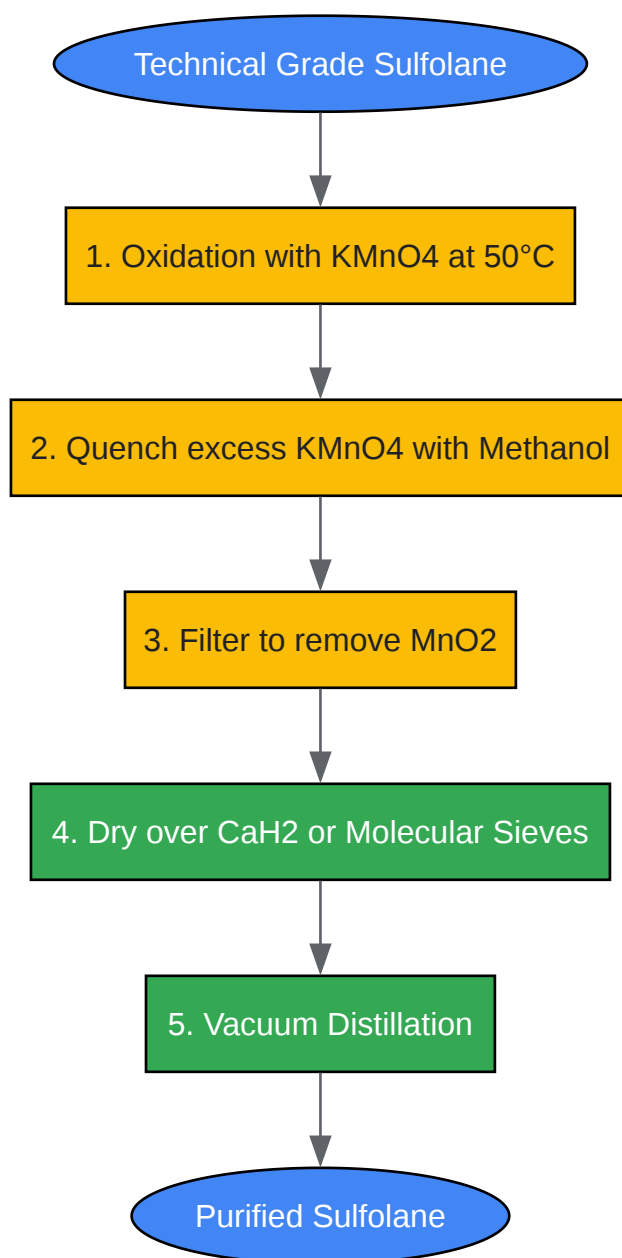 Technical Grade Sulfolane
1. Oxidation with KMnO4 at 50°C
2. Quench excess KMnO4 with Methanol
3. Filter to remove MnO2
4. Dry over CaH2 or Molecular Sieves
5. Vacuum Distillation
Purified Sulfolane